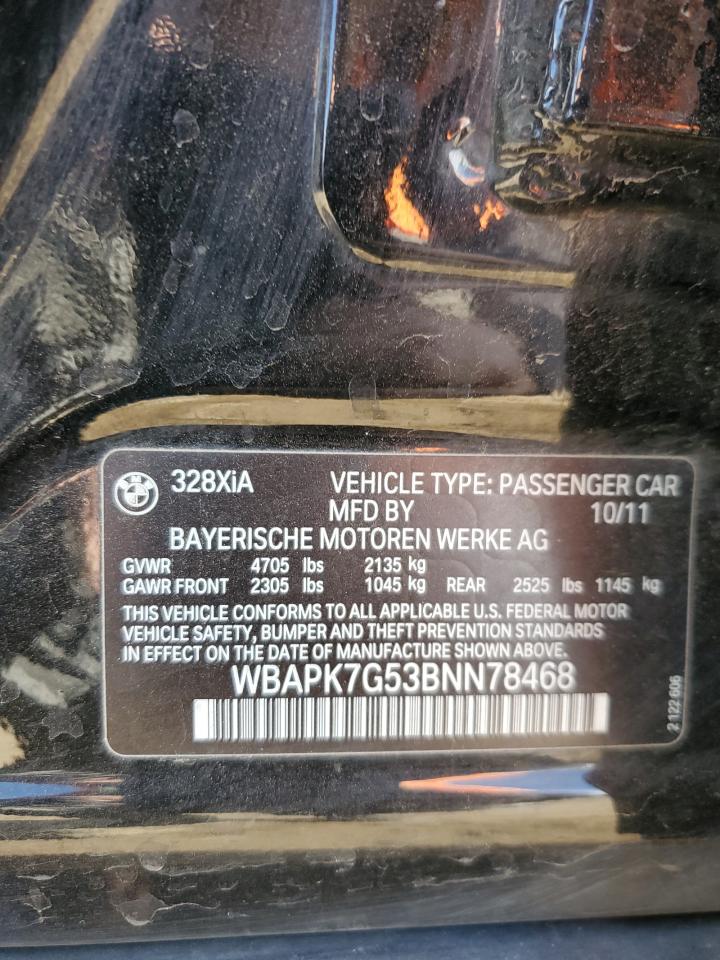 328XiA VEHICLE TYPE: PASSENGER CAR
MFD BY 10/11
BAYERISCHE MOTOREN WERKE AG
GVWR 4705 lbs 2135 kg
GAWR FRONT 2305 lbs 1045 kg REAR 2525 lbs 1145 kg
THIS VEHICLE CONFORMS TO ALL APPLICABLE U.S. FEDERAL MOTOR
VEHICLE SAFETY, BUMPER AND THEFT PREVENTION STANDARDS
IN EFFECT ON THE DATE OF MANUFACTURE SHOWN ABOVE.
WBAPK7G53BNN78468
2 122 606